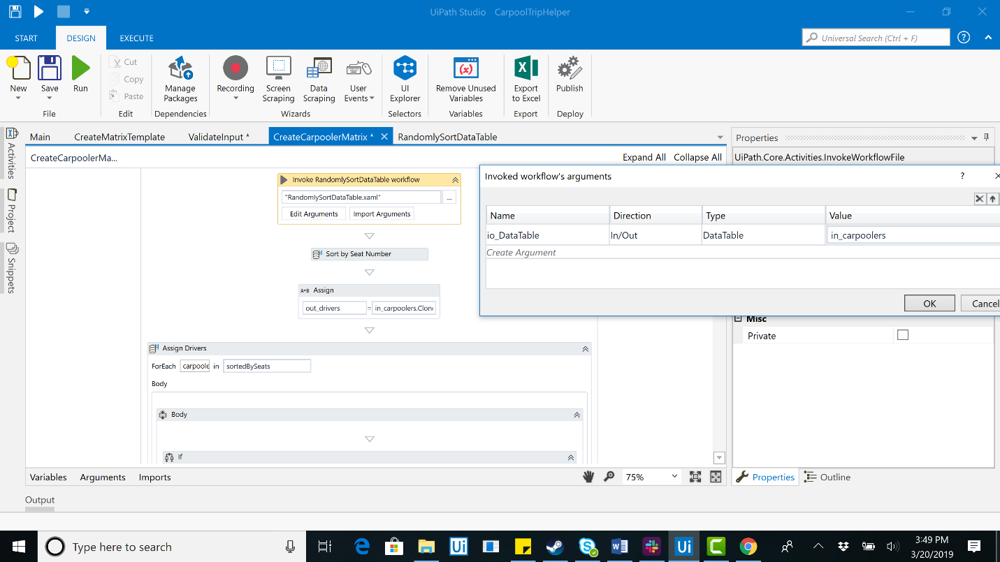 UiPath Studio CarpoolTripHelper
START DESIGN EXECUTE
Universal Search (Ctrl + F) ?
New Save Run
Cut
Copy
Paste
Manage Packages
Recording
Screen Scraping
Data Scraping
User Events
UI Explorer
Remove Unused Variables
Export to Excel
Publish
File Edit Dependencies Wizards Selectors Variables Export Deploy
Main CreateMatrixTemplate ValidateInput * CreateCarpoolerMatrix * RandomlySortDataTable
Properties
Activities
Project
Snippets
CreateCarpoolerMa... Expand All Collapse All
UiPath.Core.Activities.InvokeWorkflowFile
Invoke RandomlySortDataTable workflow
"RandomlySortDataTable.xaml" ...
Edit Arguments Import Arguments
Sort by Seat Number
A+B Assign
out_drivers = in_carpoolers.Clone
Assign Drivers
ForEach carpoole in sortedBySeats
Body
Body
If
Invoked workflow's arguments ?
Name Direction Type Value
io_DataTable In/Out DataTable in_carpoolers
Create Argument
OK Cancel
Misc
Private
Variables Arguments Imports
75%
Properties Outline
Output
Type here to search
Ui
Ui
3:49 PM
3/20/2019